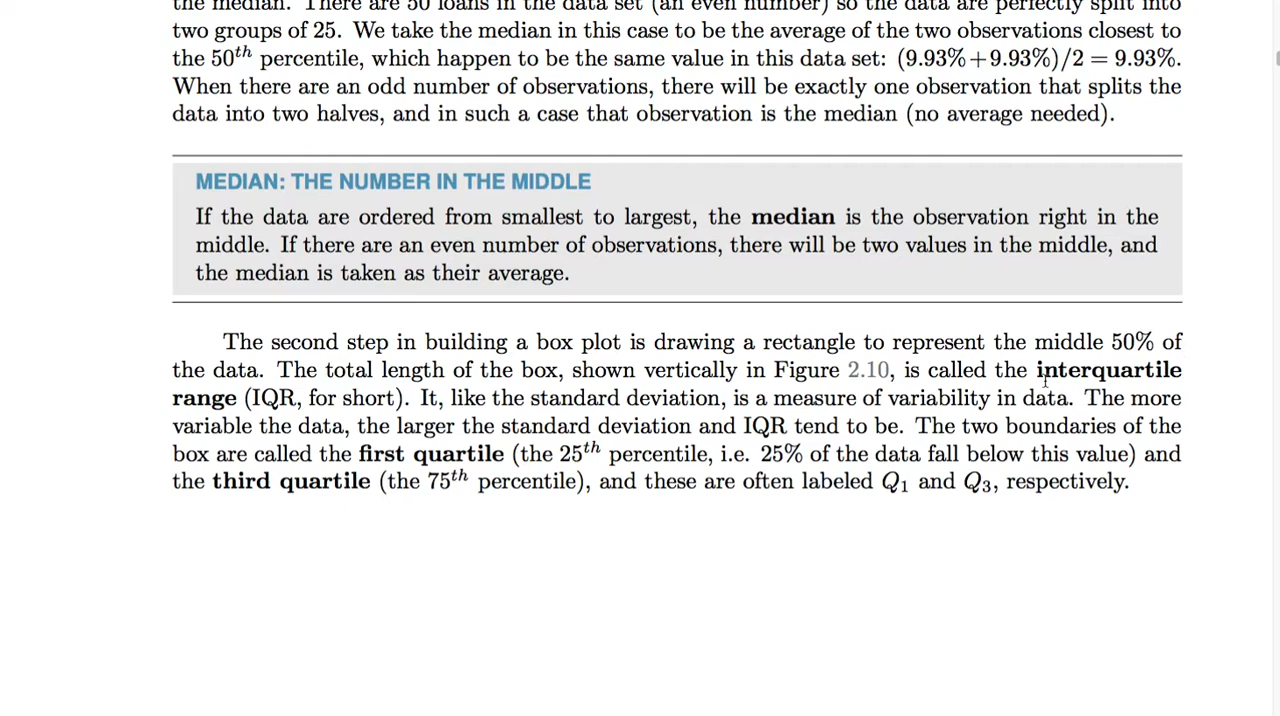 the median. There are 50 loans in the data set (an even number) so the data are perfectly split into
two groups of 25. We take the median in this case to be the average of the two observations closest to
the 50th percentile, which happen to be the same value in this data set: (9.93%+9.93%)/2 = 9.93%.
When there are an odd number of observations, there will be exactly one observation that splits the
data into two halves, and in such a case that observation is the median (no average needed).
MEDIAN: THE NUMBER IN THE MIDDLE
If the data are ordered from smallest to largest, the median is the observation right in the
middle. If there are an even number of observations, there will be two values in the middle, and
the median is taken as their average.
The second step in building a box plot is drawing a rectangle to represent the middle 50% of
the data. The total length of the box, shown vertically in Figure 2.10, is called the interquartile
range (IQR, for short). It, like the standard deviation, is a measure of variability in data. The more
variable the data, the larger the standard deviation and IQR tend to be. The two boundaries of the
box are called the first quartile (the 25th percentile, i.e. 25% of the data fall below this value) and
the third quartile (the 75th percentile), and these are often labeled Q1 and Q3, respectively.